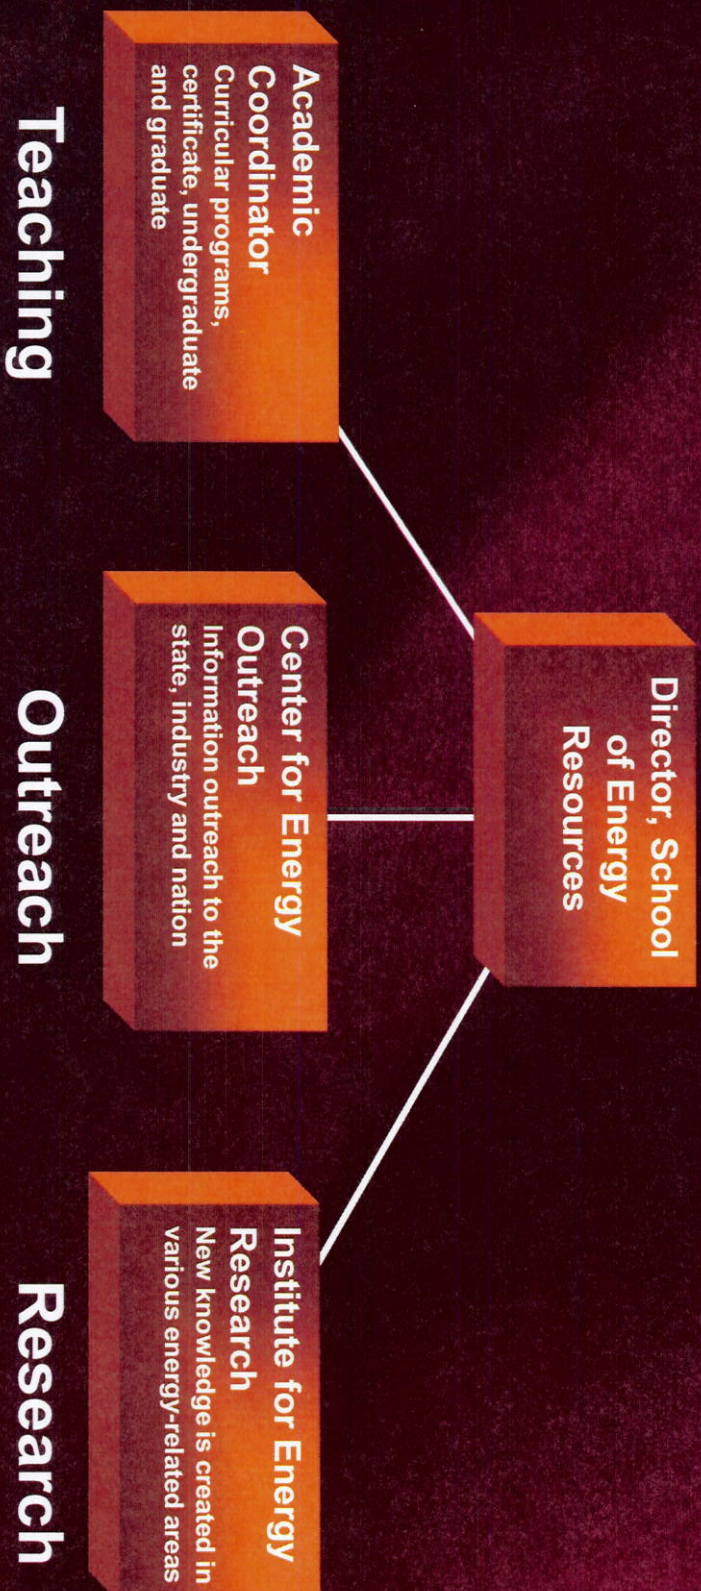 Director, School
of Energy
Resources
Academic
Coordinator
Curricular programs,
certificate, undergraduate
and graduate
Center for Energy
Outreach
Information outreach to the
state, industry and nation
Institute for Energy
Research
New knowledge is created in
various energy-related areas
Teaching
Outreach
Research